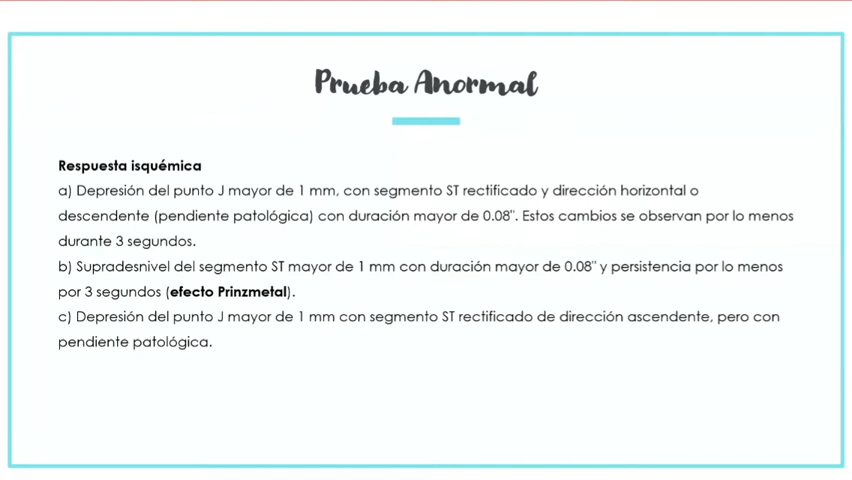 Prueba Anormal
Respuesta isquémica
a) Depresión del punto J mayor de 1 mm, con segmento ST rectificado y dirección horizontal o
descendente (pendiente patológica) con duración mayor de 0.08". Estos cambios se observan por lo menos
durante 3 segundos.
b) Supradesnivel del segmento ST mayor de 1 mm con duración mayor de 0.08" y persistencia por lo menos
por 3 segundos (efecto Prinzmetal).
c) Depresión del punto J mayor de 1 mm con segmento ST rectificado de dirección ascendente, pero con
pendiente patológica.